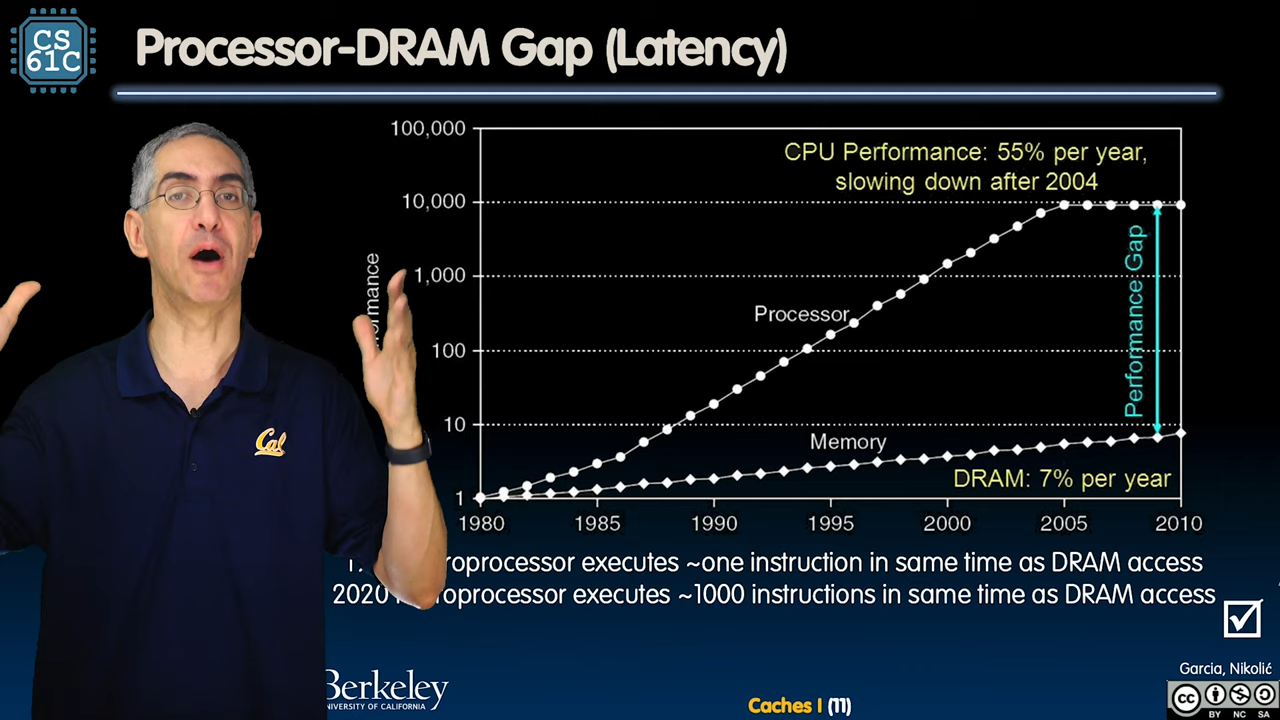 CS
61C
Processor-DRAM Gap (Latency)
100,000
10,000
1,000
100
10
1
CPU Performance: 55% per year,
slowing down after 2004
Processor
Performance Gap
Memory
DRAM: 7% per year
1980 1985 1990 1995 2000 2005 2010
executes ~one instruction in same time as DRAM access
2020 executes ~1000 instructions in same time as DRAM access
Cal
Berkeley
UNIVERSITY OF CALIFORNIA
Caches I (11)
Garcia, Nikolić
CC BY NC SA